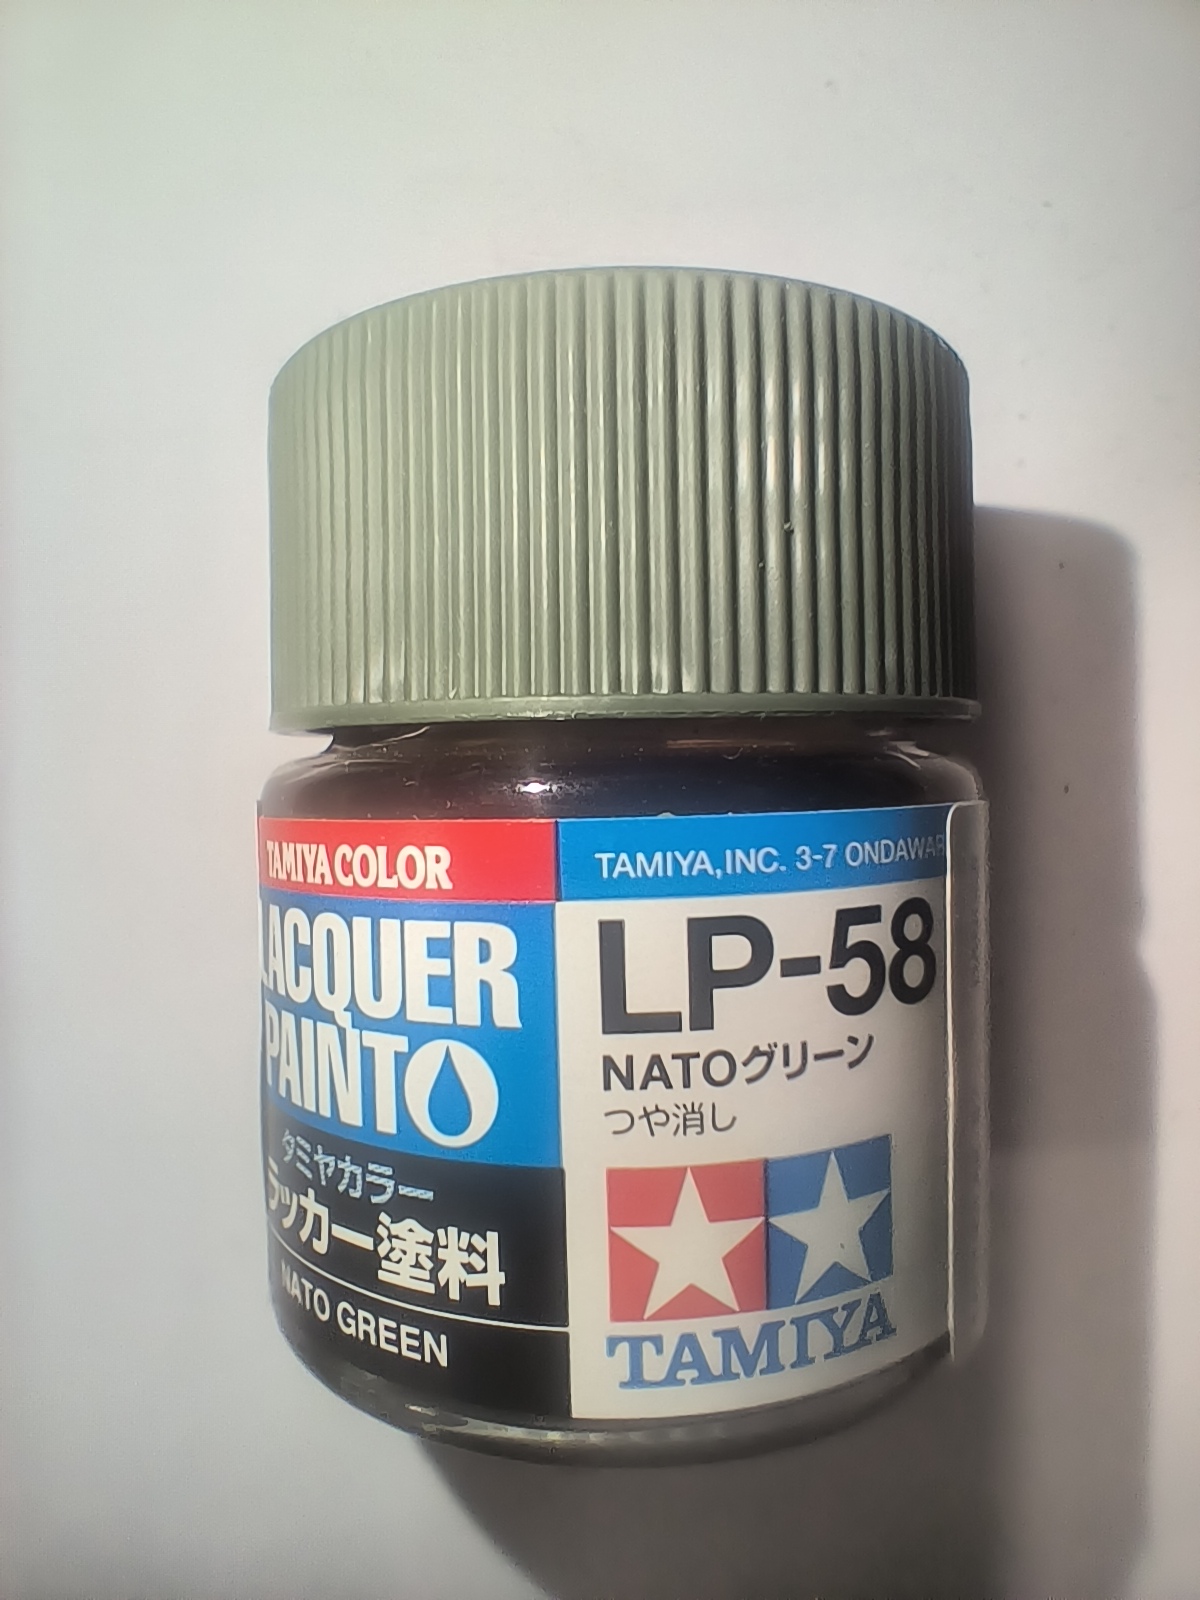 TAMIYA COLOR
LACQUER
PAINT
タミヤカラー
ラッカー塗料
NATO GREEN
TAMIYA, INC. 3-7 ONDAWAR
LP-58
NATOグリーン
つや消し
TAMIYA